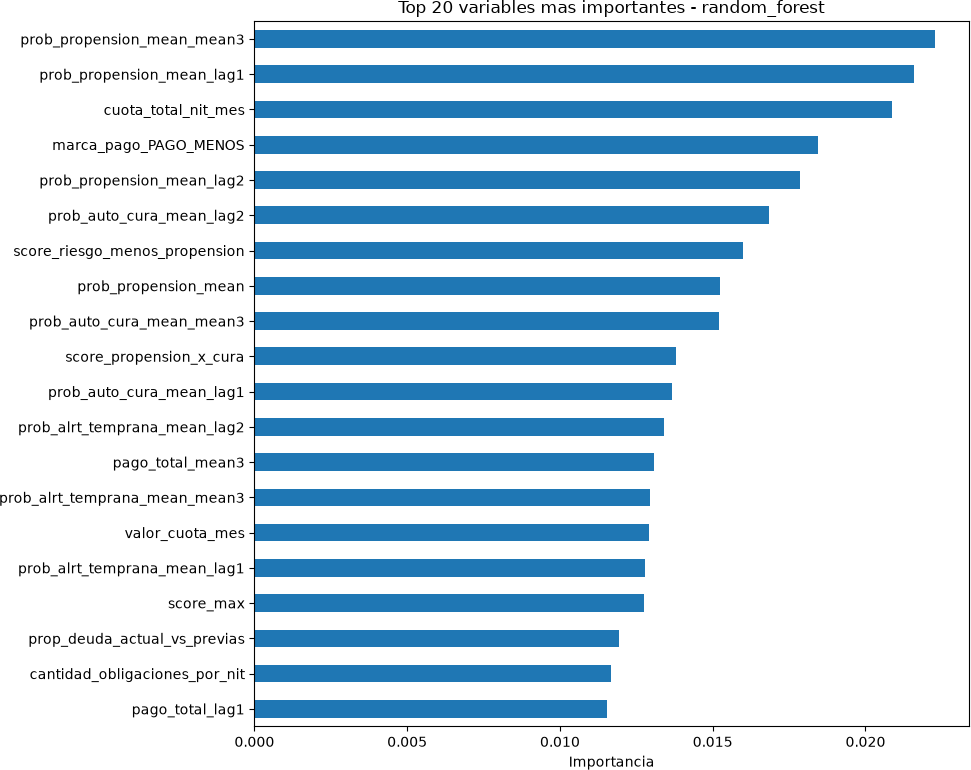 Top 20 variables mas importantes - random_forest
prob_propension_mean_mean3
prob_propension_mean_lag1
cuota_total_nit_mes
marca_pago_PAGO_MENOS
prob_propension_mean_lag2
prob_auto_cura_mean_lag2
score_riesgo_menos_propension
prob_propension_mean
prob_auto_cura_mean_mean3
score_propension_x_cura
prob_auto_cura_mean_lag1
prob_alrt_temprana_mean_lag2
pago_total_mean3
prob_alrt_temprana_mean_mean3
valor_cuota_mes
prob_alrt_temprana_mean_lag1
score_max
prop_deuda_actual_vs_previas
cantidad_obligaciones_por_nit
pago_total_lag1
0.000 0.005 0.010 0.015 0.020
Importancia